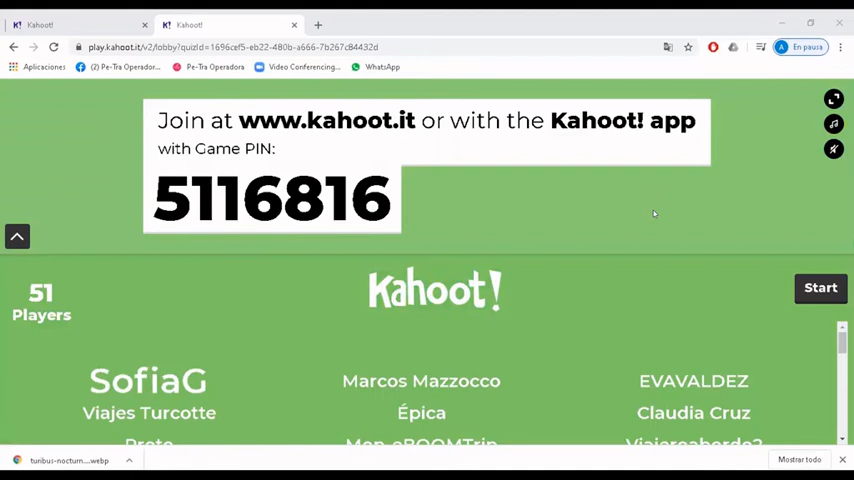 Kahoot!
Kahoot!
play.kahoot.it/v2/lobby?quizId=1696cef5-eb22-480b-a666-7b267c84432d
En pausa
Aplicaciones
(2) Pe-Tra Operador...
Pe-Tra Operadora
Video Conferencing...
WhatsApp
Join at www.kahoot.it or with the Kahoot! app
with Game PIN:
5116816
51
Players
Kahoot!
Start
SofiaG
Marcos Mazzocco
EVAVALDEZ
Viajes Turcotte
Épica
Claudia Cruz
turibus-nocturn....webp
Mostrar todo